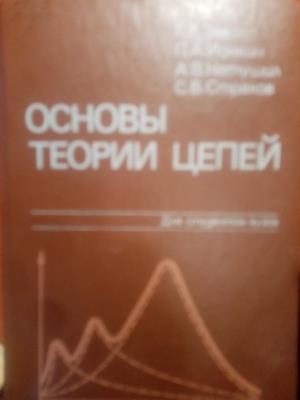 П.А.Ионкин
А.В.Нетушил
С.В.Страхов
ОСНОВЫ
ТЕОРИИ ЦЕПЕЙ
Для студентов вузов